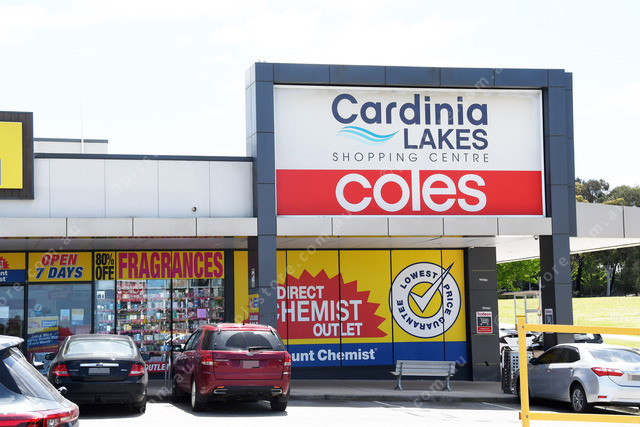 Cardinia
LAKES
SHOPPING CENTRE
coles
OPEN
7 DAYS
80%
OFF
FRAGRANCES
DIRECT
CHEMIST
OUTLET
LOWEST
PRICE
GUARANTEE
unt Chemist'